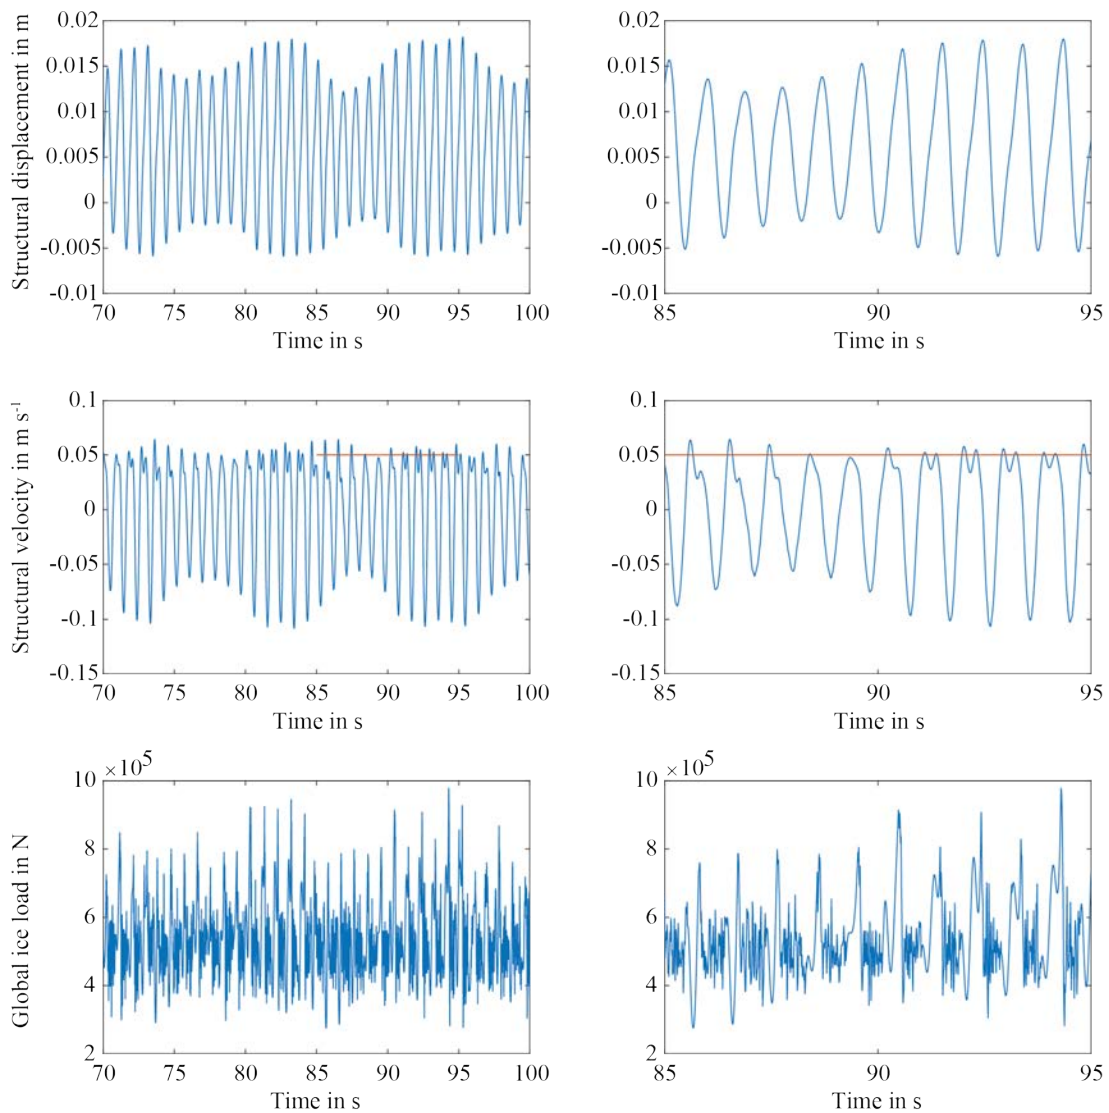 Structural displacement in m
0.02
0.015
0.01
0.005
0
-0.005
-0.01
70 75 80 85 90 95 100
Time in s
0.02
0.015
0.01
0.005
0
-0.005
-0.01
85 90 95
Time in s
Structural velocity in m s⁻¹
0.1
0.05
0
-0.05
-0.1
-0.15
70 75 80 85 90 95 100
Time in s
0.1
0.05
0
-0.05
-0.1
-0.15
85 90 95
Time in s
Global ice load in N
×10⁵
10
8
6
4
2
70 75 80 85 90 95 100
Time in s
×10⁵
10
8
6
4
2
85 90 95
Time in s